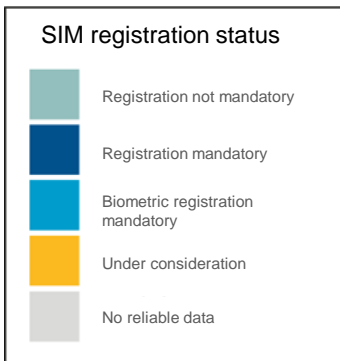 SIM registration status
Registration not mandatory
Registration mandatory
Biometric registration
mandatory
Under consideration
No reliable data